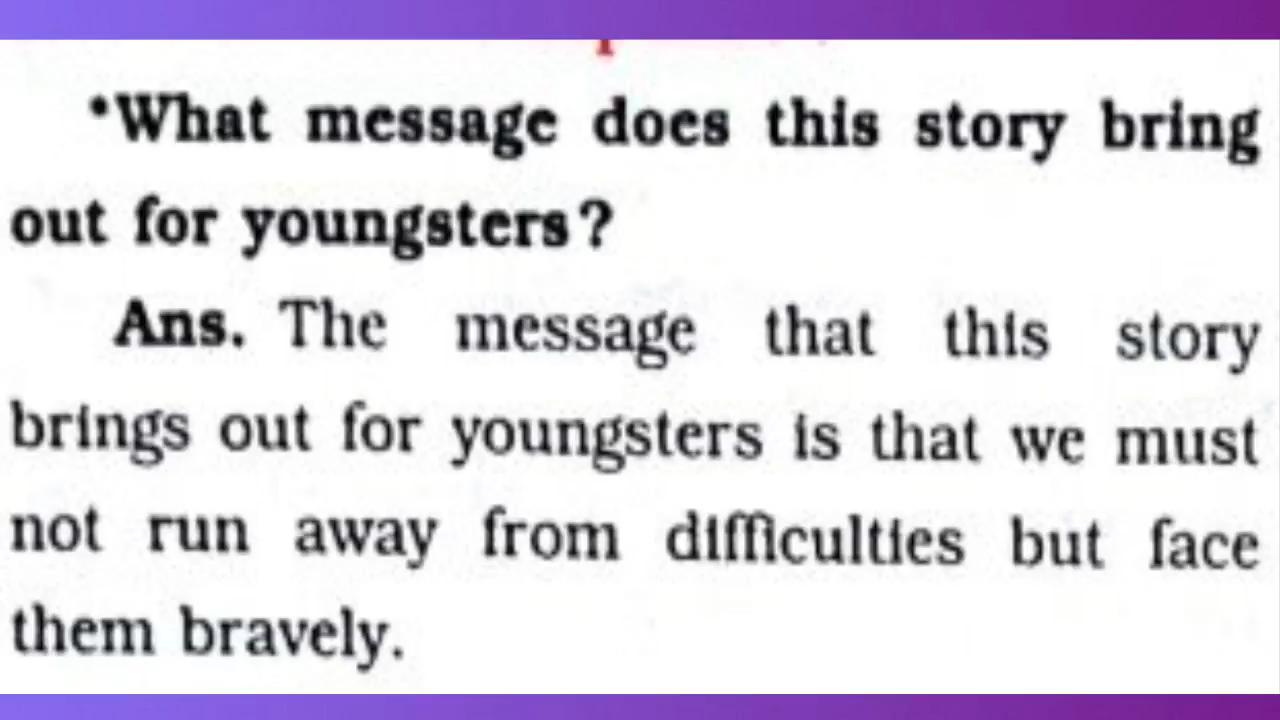 •What message does this story bring
out for youngsters?
Ans. The message that this story
brings out for youngsters is that we must
not run away from difficulties but face
them bravely.